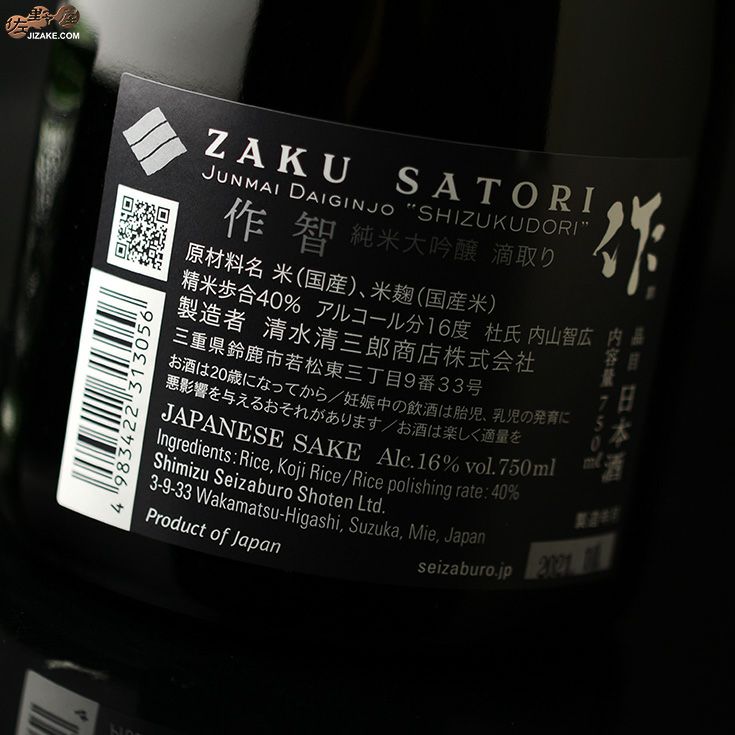 佐野屋
JIZAKE.COM
ZAKU SATORI
JUNMAI DAIGINJO "SHIZUKUDORI"
作 智 純米大吟醸 滴取り
作
原材料名 米(国産)、米麹(国産米)
精米歩合40% アルコール分16度 杜氏 内山智広
製造者 清水清三郎商店株式会社
三重県鈴鹿市若松東三丁目9番33号
お酒は20歳になってから/妊娠中の飲酒は胎児、乳児の発育に
悪影響を与えるおそれがあります/お酒は楽しく適量を
JAPANESE SAKE Alc.16% vol.750ml
Ingredients: Rice, Koji Rice / Rice polishing rate: 40%
Shimizu Seizaburo Shoten Ltd.
3-9-33 Wakamatsu-Higashi, Suzuka, Mie, Japan
Product of Japan
seizaburo.jp
4 983422 313056
品目 日本酒
内容量 750ml
製造年月
2021